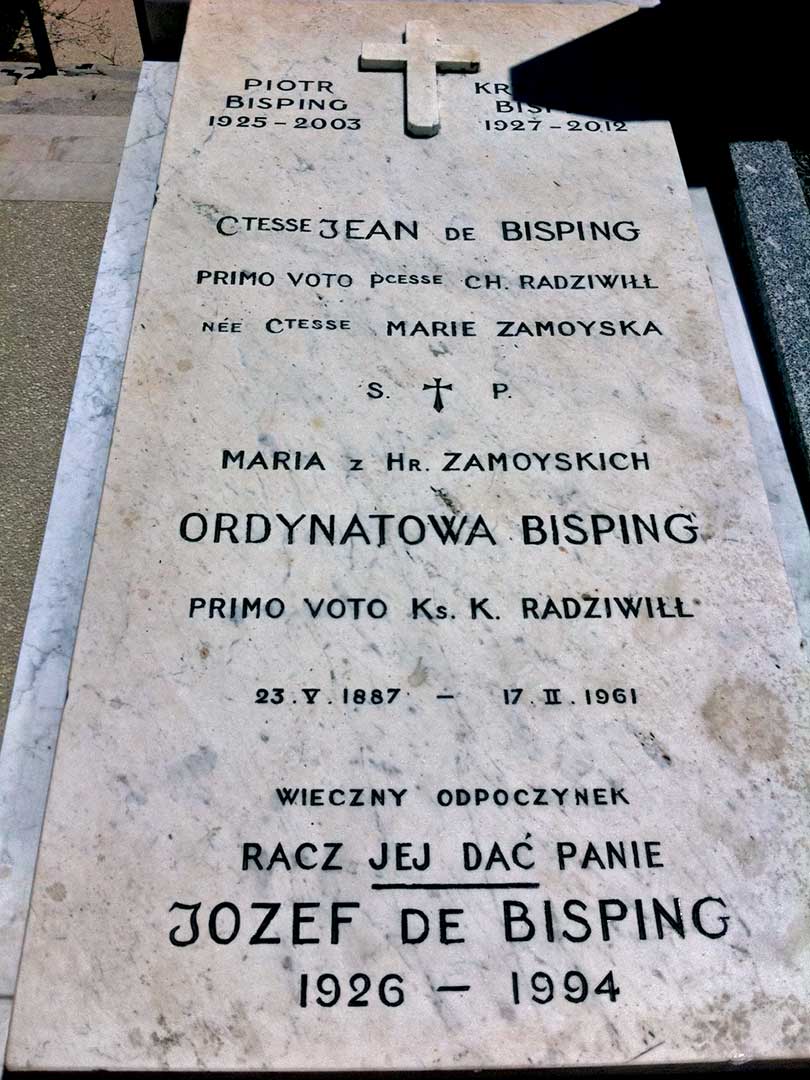 PIOTR
BISPING
1925 - 2003
1927 - 2012
CTESSE JEAN DE BISPING
PRIMO VOTO PCESSE CH. RADZIWIŁŁ
NÉE CTESSE MARIE ZAMOYSKA
S. P.
MARIA Z HR. ZAMOYSKICH
ORDYNATOWA BISPING
PRIMO VOTO KS. K. RADZIWIŁŁ
23.V.1887 - 17.II.1961
WIECZNY ODPOCZYNEK
RACZ JEJ DAĆ PANIE
JOZEF DE BISPING
1926 - 1994